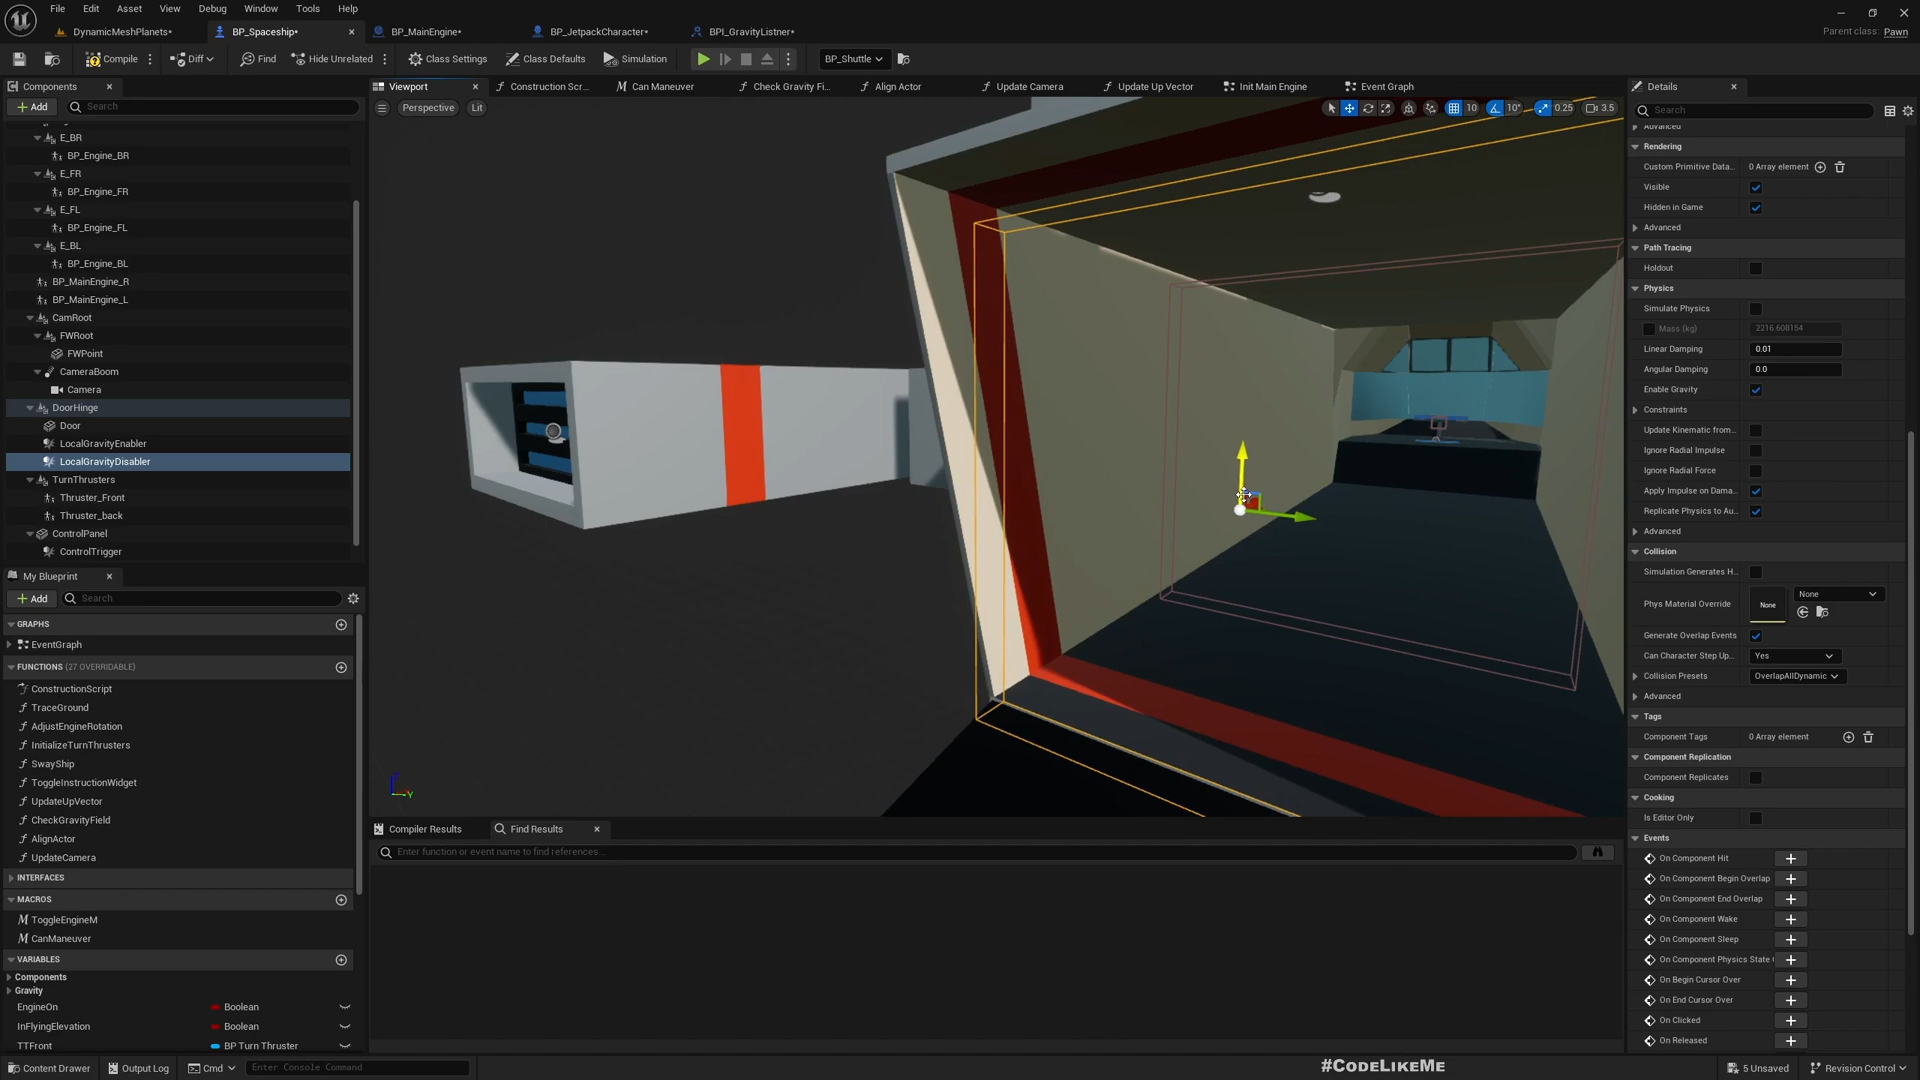 File Edit Asset View Debug Window Tools Help
DynamicMeshPlanets* BP_Spaceship* BP_MainEngine* BP_JetpackCharacter* BPI_GravityListner* Parent class: Pawn
Compile Diff Find Hide Unrelated Class Settings Class Defaults Simulation BP_Shuttle
Components Viewport Construction Scr... Can Maneuver Check Gravity Fi... Align Actor Update Camera Update Up Vector Init Main Engine Event Graph Details
Add Search Perspective Lit 10 10° 0.25 3.5 Search
E_BR
BP_Engine_BR
E_FR
BP_Engine_FR
E_FL
BP_Engine_FL
E_BL
BP_Engine_BL
BP_MainEngine_R
BP_MainEngine_L
CamRoot
FWRoot
FWPoint
CameraBoom
Camera
DoorHinge
Door
LocalGravityEnabler
LocalGravityDisabler
TurnThrusters
Thruster_Front
Thruster_back
ControlPanel
ControlTrigger
My Blueprint
Add Search
GRAPHS
EventGraph
FUNCTIONS (27 OVERRIDABLE)
ConstructionScript
TraceGround
AdjustEngineRotation
InitializeTurnThrusters
SwayShip
ToggleInstructionWidget
UpdateUpVector
CheckGravityField
AlignActor
UpdateCamera
INTERFACES
MACROS
ToggleEngineM
CanManeuver
VARIABLES
Components
Gravity
EngineOn Boolean
InFlyingElevation Boolean
TTFront BP Turn Thruster
Compiler Results Find Results
Enter function or event name to find references...
Advanced
Rendering
Custom Primitive Data... 0 Array element
Visible
Hidden in Game
Advanced
Path Tracing
Holdout
Physics
Simulate Physics
Mass (kg) 2216.608154
Linear Damping 0.01
Angular Damping 0.0
Enable Gravity
Constraints
Update Kinematic from...
Ignore Radial Impulse
Ignore Radial Force
Apply Impulse on Dama...
Replicate Physics to Au...
Advanced
Collision
Simulation Generates H...
Phys Material Override None None
Generate Overlap Events
Can Character Step Up... Yes
Collision Presets OverlapAllDynamic
Advanced
Tags
Component Tags 0 Array element
Component Replication
Component Replicates
Cooking
Is Editor Only
Events
On Component Hit
On Component Begin Overlap
On Component End Overlap
On Component Wake
On Component Sleep
On Component Physics State
On Begin Cursor Over
On End Cursor Over
On Clicked
On Released
Content Drawer Output Log Cmd Enter Console Command #CODELIKEME 5 Unsaved Revision Control